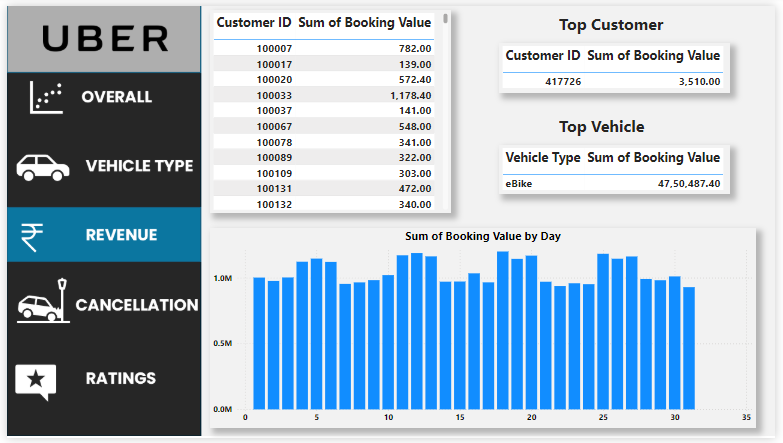 UBER
OVERALL
VEHICLE TYPE
REVENUE
CANCELLATION
RATINGS
Customer ID Sum of Booking Value
100007 782.00
100017 139.00
100020 572.40
100033 1,178.40
100037 141.00
100067 548.00
100078 341.00
100089 322.00
100109 303.00
100131 472.00
100132 340.00
Top Customer
Customer ID Sum of Booking Value
417726 3,510.00
Top Vehicle
Vehicle Type Sum of Booking Value
eBike 47,50,487.40
Sum of Booking Value by Day
1.0M
0.5M
0.0M
0 5 10 15 20 25 30 35